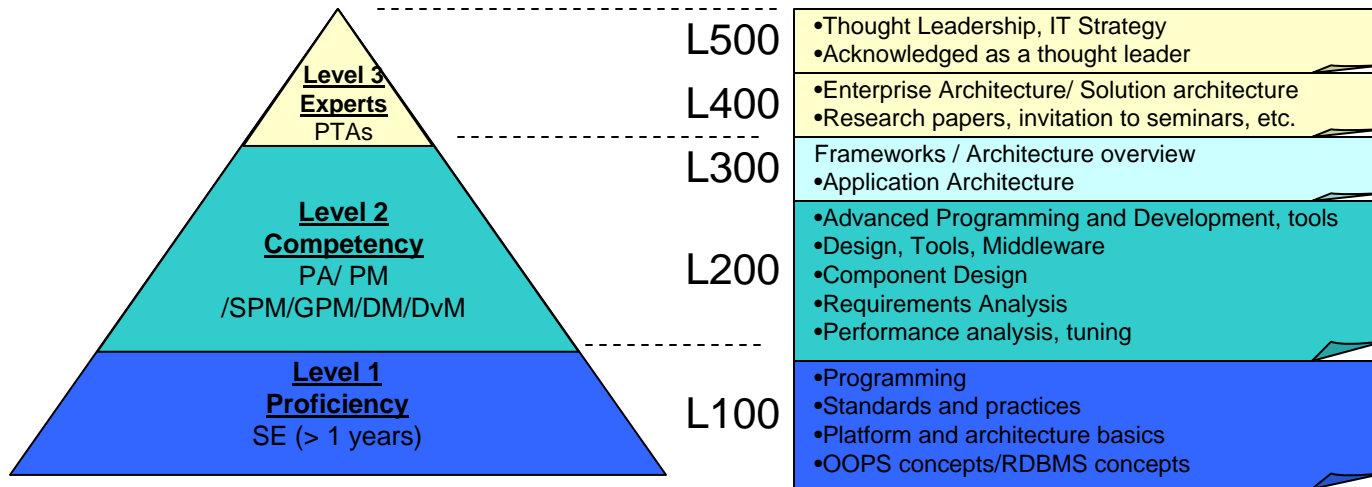 Level 3
Experts
PTAs
Level 2
Competency
PA/ PM
/SPM/GPM/DM/DvM
Level 1
Proficiency
SE (> 1 years)
L500
•Thought Leadership, IT Strategy
•Acknowledged as a thought leader
L400
•Enterprise Architecture/ Solution architecture
•Research papers, invitation to seminars, etc.
L300
Frameworks / Architecture overview
•Application Architecture
L200
•Advanced Programming and Development, tools
•Design, Tools, Middleware
•Component Design
•Requirements Analysis
•Performance analysis, tuning
L100
•Programming
•Standards and practices
•Platform and architecture basics
•OOPS concepts/RDBMS concepts